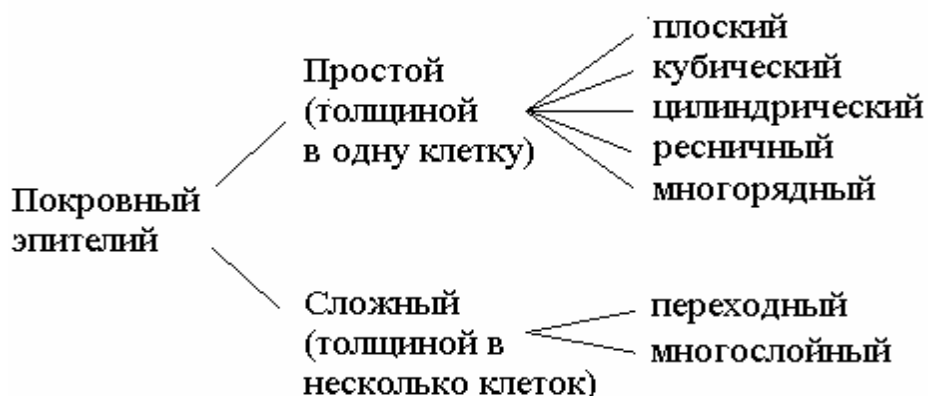 Покровный
эпителий
Простой
(толщиной
в одну клетку)
плоский
кубический
цилиндрический
ресничный
многорядный
Сложный
(толщиной в
несколько клеток)
переходный
многослойный